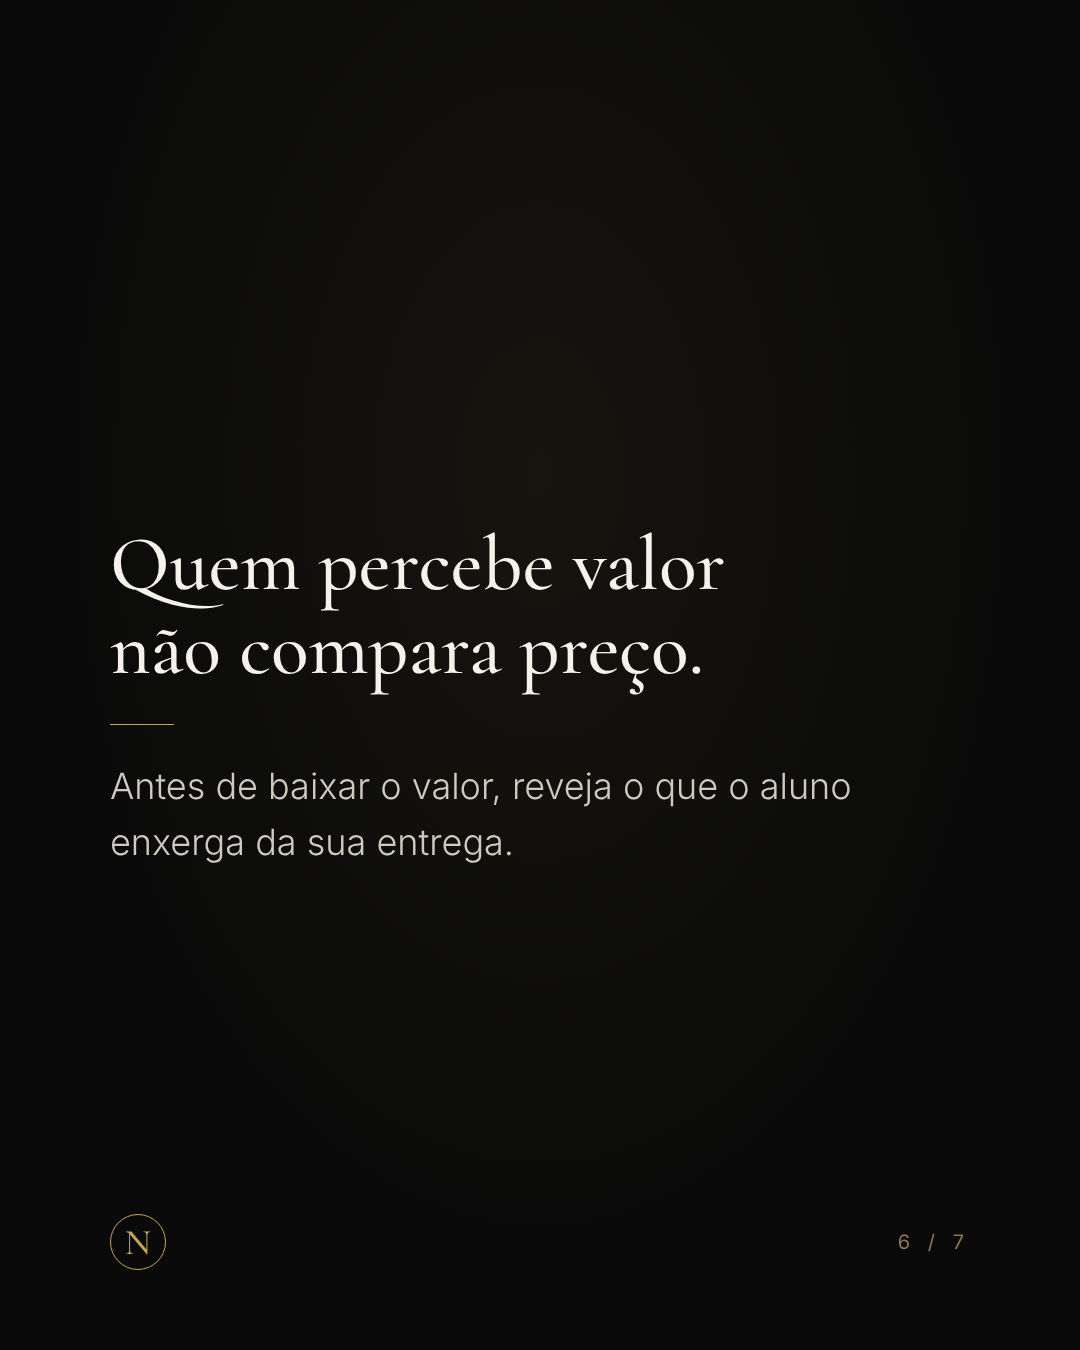 Quem percebe valor
não compara preço.
Antes de baixar o valor, reveja o que o aluno
enxerga da sua entrega.
N
6 / 7